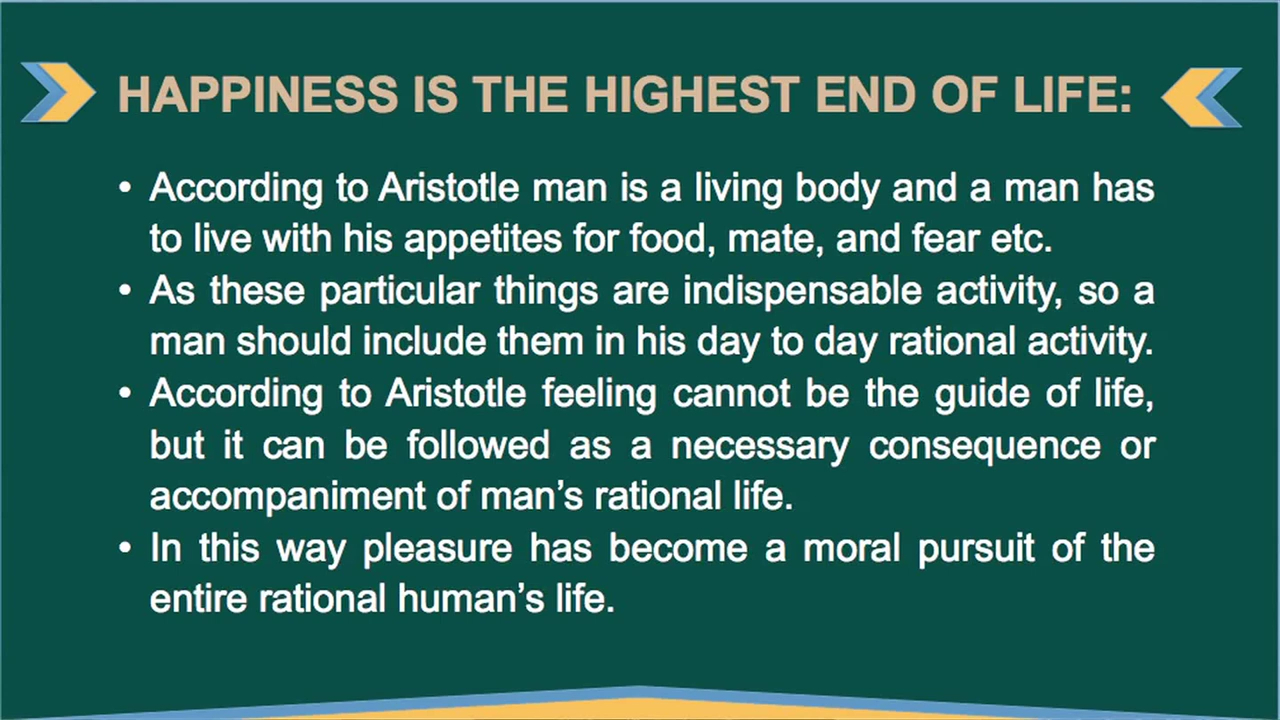 HAPPINESS IS THE HIGHEST END OF LIFE:
• According to Aristotle man is a living body and a man has
to live with his appetites for food, mate, and fear etc.
• As these particular things are indispensable activity, so a
man should include them in his day to day rational activity.
• According to Aristotle feeling cannot be the guide of life,
but it can be followed as a necessary consequence or
accompaniment of man’s rational life.
• In this way pleasure has become a moral pursuit of the
entire rational human’s life.